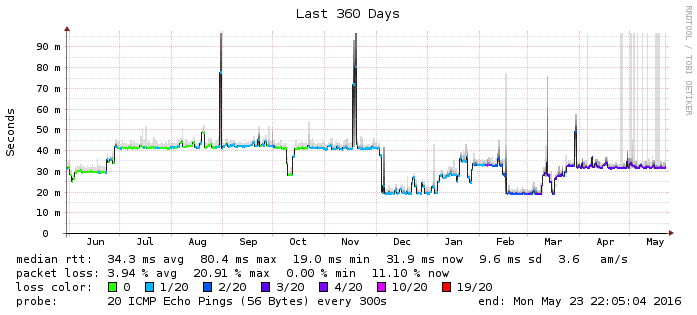 Last 360 Days
RRDTOOL / TOBI OETIKER
Seconds
90 m
80 m
70 m
60 m
50 m
40 m
30 m
20 m
10 m
0
Jun Jul Aug Sep Oct Nov Dec Jan Feb Mar Apr May
median rtt: 34.3 ms avg 80.4 ms max 19.0 ms min 31.9 ms now 9.6 ms sd 3.6 am/s
packet loss: 3.94 % avg 20.91 % max 0.00 % min 11.10 % now
loss color: 0 1/20 2/20 3/20 4/20 10/20 19/20
probe: 20 ICMP Echo Pings (56 Bytes) every 300s end: Mon May 23 22:05:04 2016